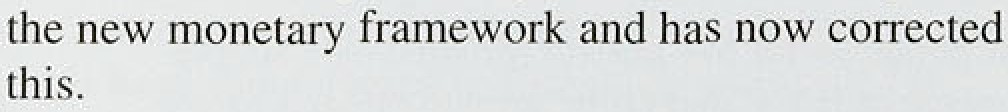 the new monetary framework and has now corrected
this.